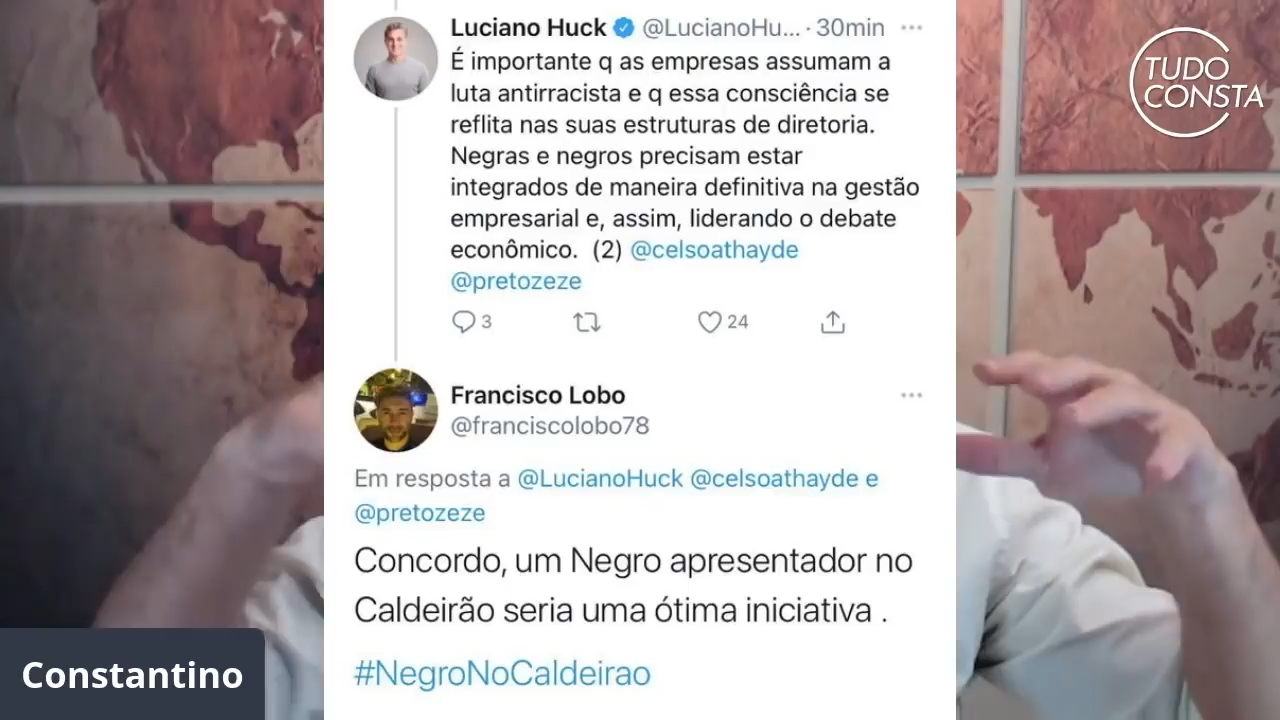 Luciano Huck @LucianoHu... · 30min ...
É importante q as empresas assumam a
luta antirracista e q essa consciência se
reflita nas suas estruturas de diretoria.
Negras e negros precisam estar
integrados de maneira definitiva na gestão
empresarial e, assim, liderando o debate
econômico. (2) @celsoathayde
@pretozeze
3
24
Francisco Lobo ...
@franciscolobo78
Em resposta a @LucianoHuck @celsoathayde e
@pretozeze
Concordo, um Negro apresentador no
Caldeirão seria uma ótima iniciativa .
#NegroNoCaldeirao
TUDO
CONSTA
Constantino